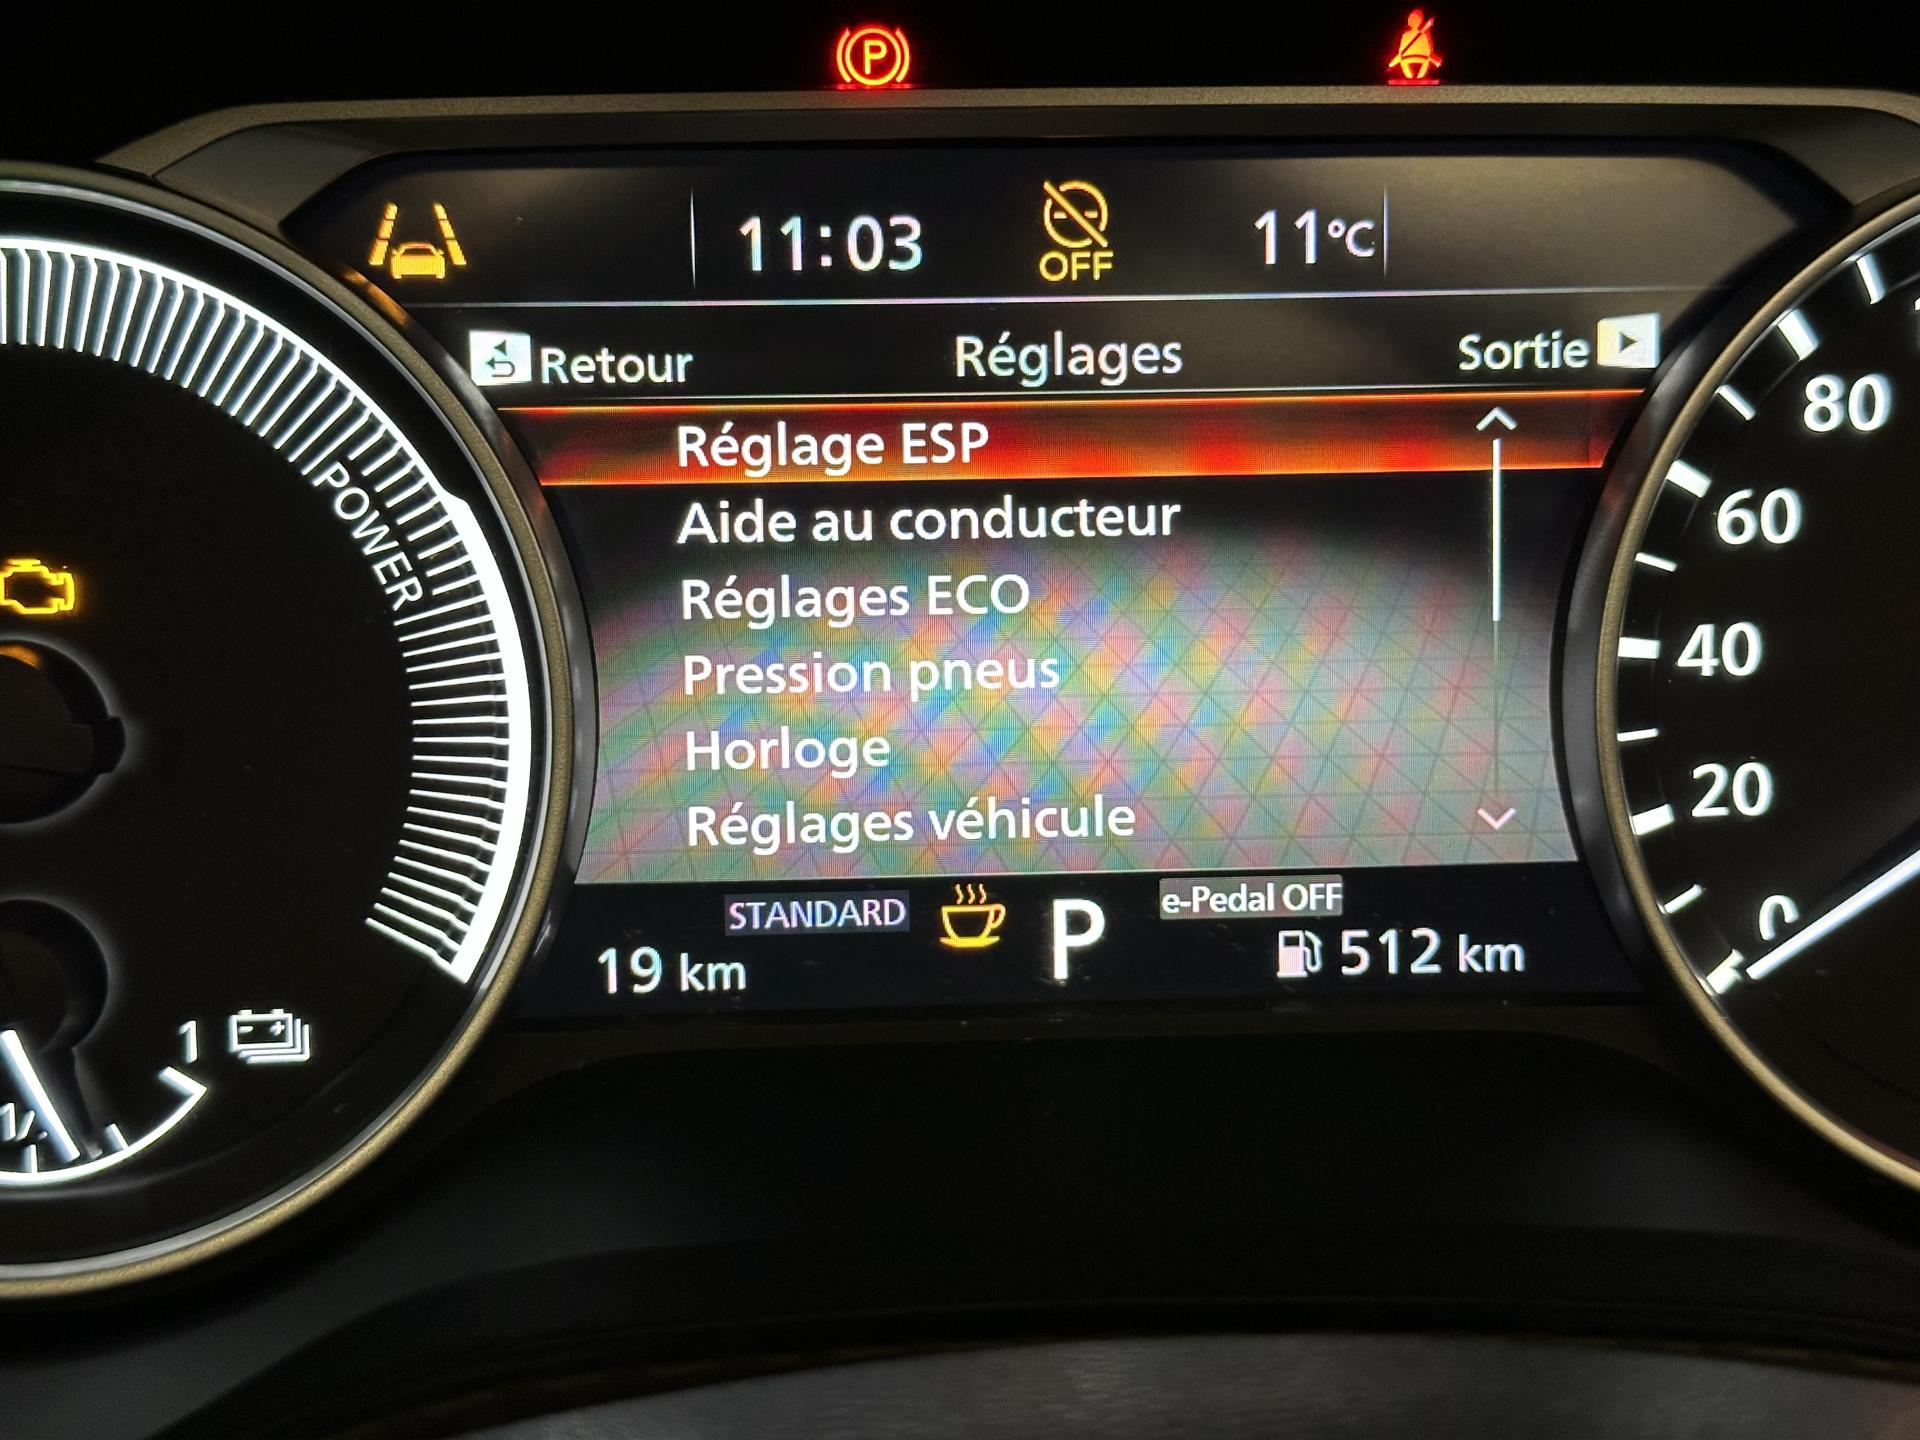 P
11:03
OFF
11°C
Retour
Réglages
Sortie
Réglage ESP
Aide au conducteur
Réglages ECO
Pression pneus
Horloge
Réglages véhicule
STANDARD
P
e-Pedal OFF
19 km
512 km
POWER
1
80
60
40
20
0